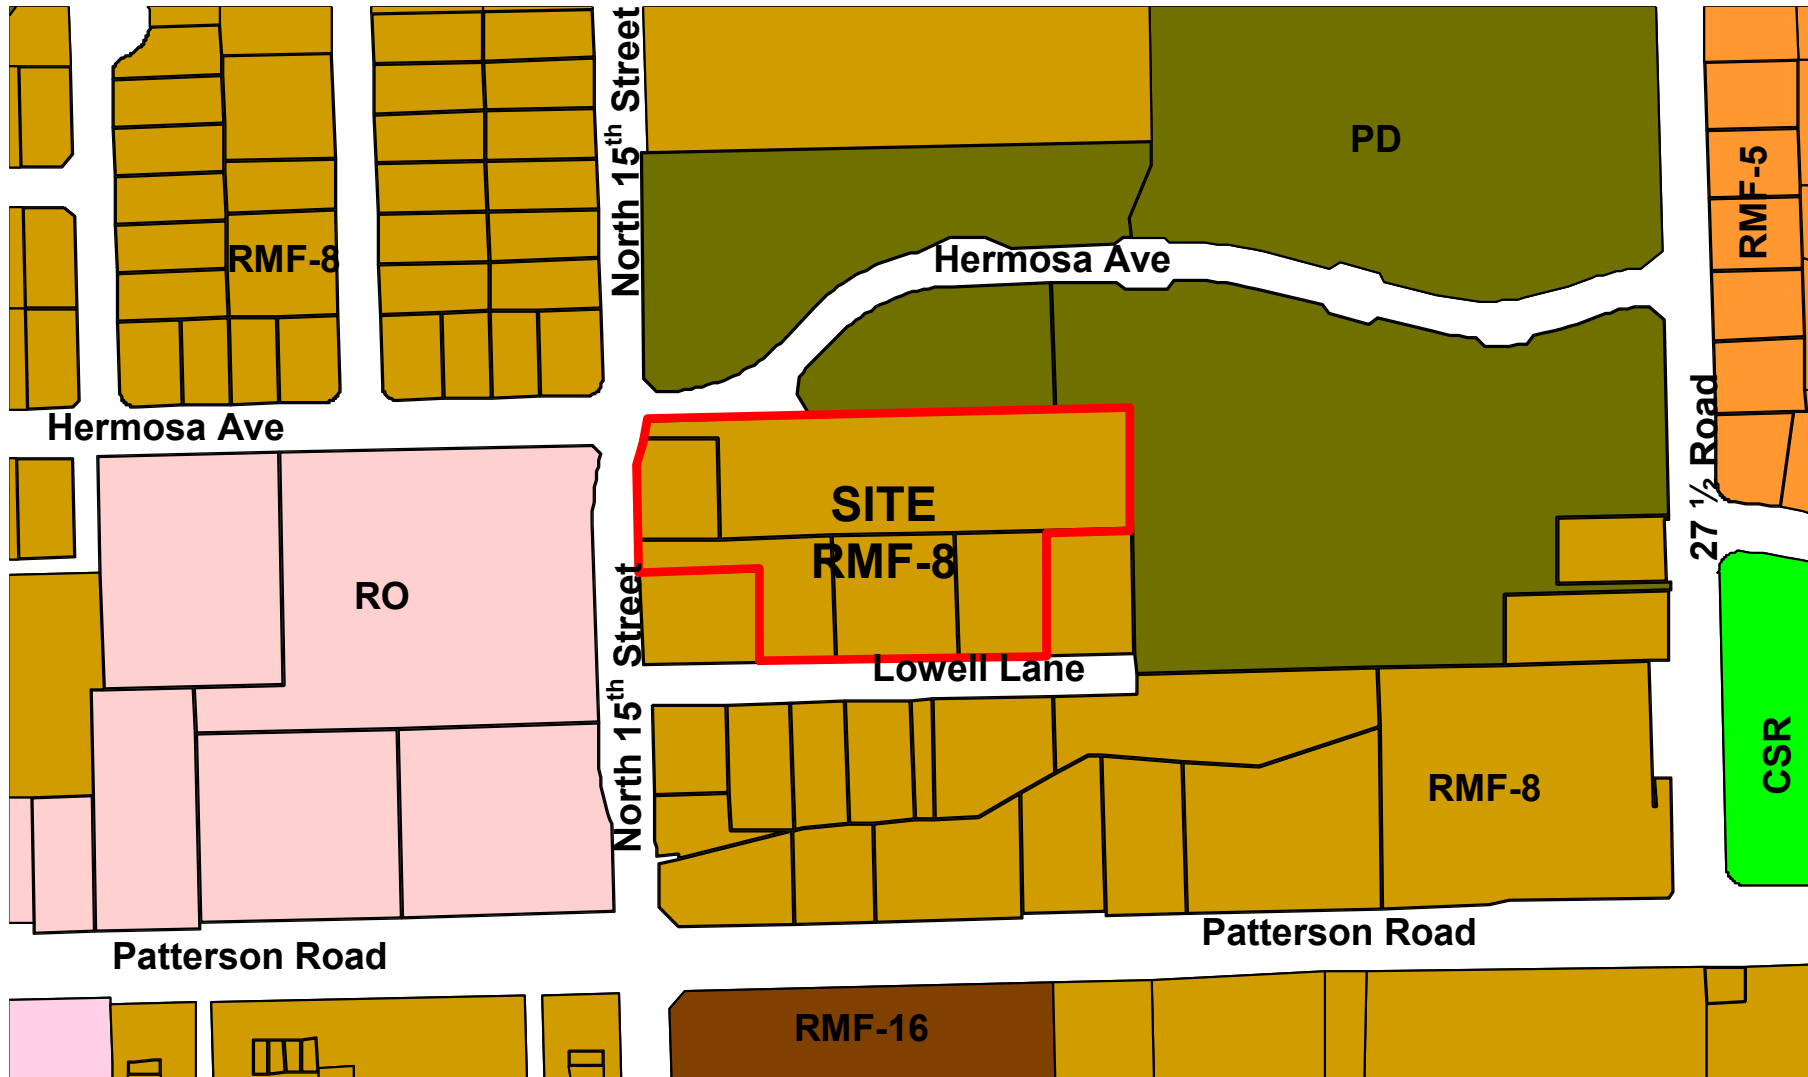 North 15th Street
PD
RMF-5
RMF-8
Hermosa Ave
Hermosa Ave
27 ½ Road
SITE
RMF-8
RO
North 15th Street
Lowell Lane
CSR
RMF-8
Patterson Road
Patterson Road
RMF-16